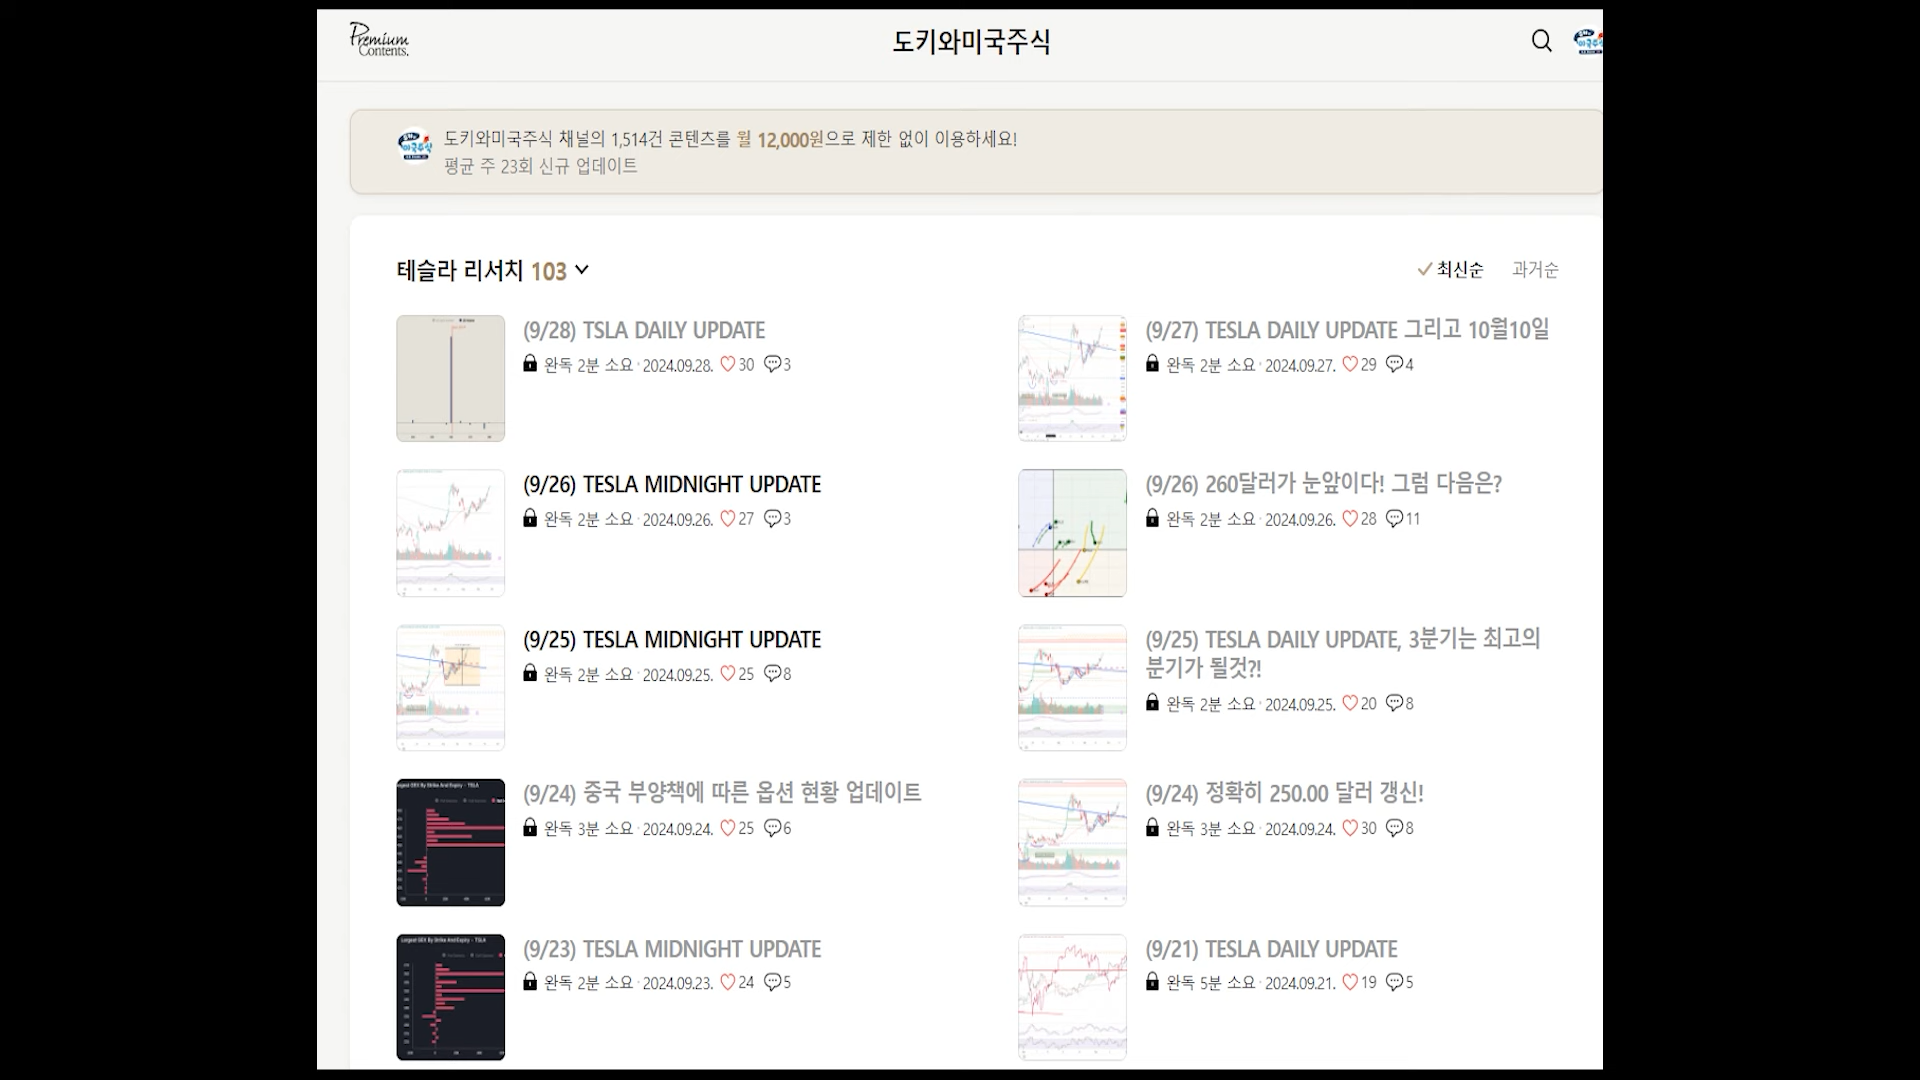 Premium
Contents.
도키와미국주식
도키와미국주식 채널의 1,514건 콘텐츠를 월 12,000원으로 제한 없이 이용하세요!
평균 주 23회 신규 업데이트
테슬라 리서치 103
최신순 과거순
(9/28) TSLA DAILY UPDATE
완독 2분 소요·2024.09.28. 30 3
(9/27) TESLA DAILY UPDATE 그리고 10월10일
완독 2분 소요·2024.09.27. 29 4
(9/26) TESLA MIDNIGHT UPDATE
완독 2분 소요·2024.09.26. 27 3
(9/26) 260달러가 눈앞이다! 그럼 다음은?
완독 2분 소요·2024.09.26. 28 11
(9/25) TESLA MIDNIGHT UPDATE
완독 2분 소요·2024.09.25. 25 8
(9/25) TESLA DAILY UPDATE, 3분기는 최고의
분기가 될것?!
완독 2분 소요·2024.09.25. 20 8
(9/24) 중국 부양책에 따른 옵션 현황 업데이트
완독 3분 소요·2024.09.24. 25 6
(9/24) 정확히 250.00 달러 갱신!
완독 3분 소요·2024.09.24. 30 8
(9/23) TESLA MIDNIGHT UPDATE
완독 2분 소요·2024.09.23. 24 5
(9/21) TESLA DAILY UPDATE
완독 5분 소요·2024.09.21. 19 5